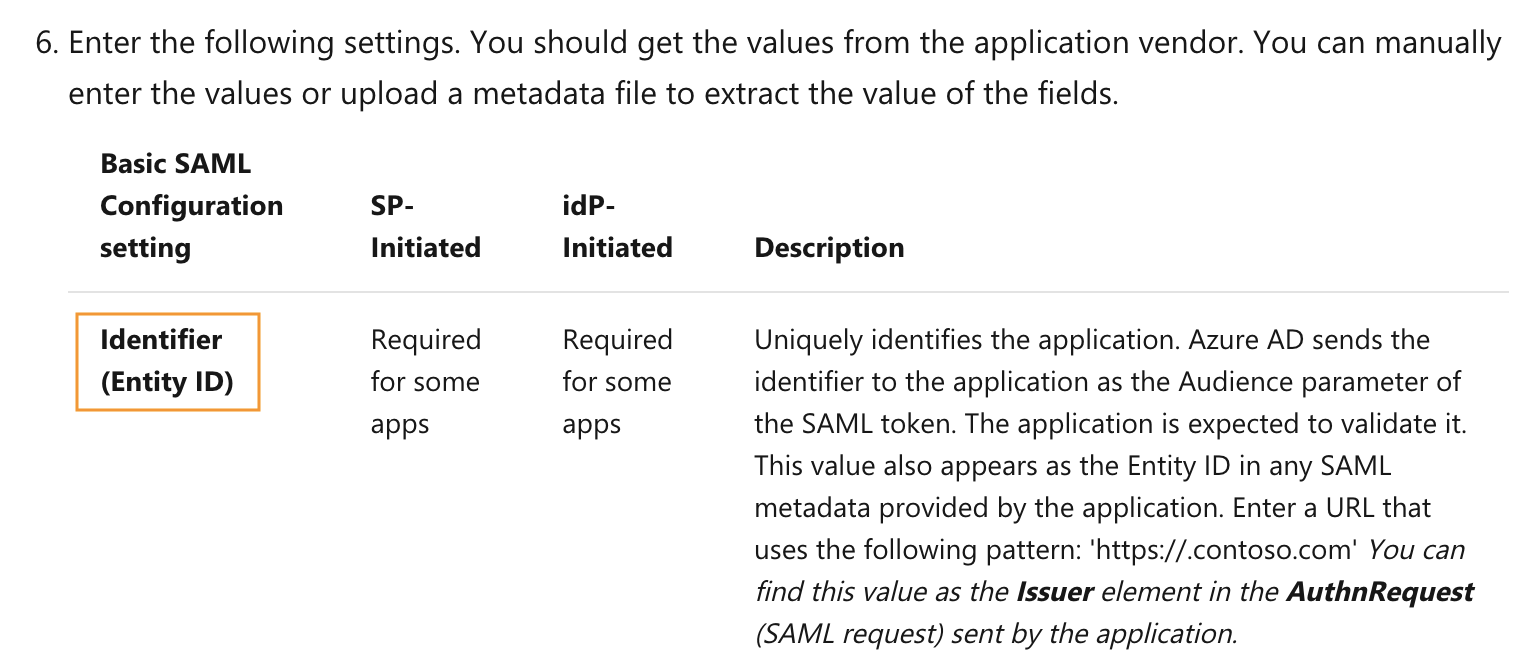 6. Enter the following settings. You should get the values from the application vendor. You can manually
enter the values or upload a metadata file to extract the value of the fields.
Basic SAML
Configuration
setting
SP-
Initiated
idP-
Initiated
Description
Identifier
(Entity ID)
Required
for some
apps
Required
for some
apps
Uniquely identifies the application. Azure AD sends the
identifier to the application as the Audience parameter of
the SAML token. The application is expected to validate it.
This value also appears as the Entity ID in any SAML
metadata provided by the application. Enter a URL that
uses the following pattern: 'https://.contoso.com' You can
find this value as the Issuer element in the AuthnRequest
(SAML request) sent by the application.